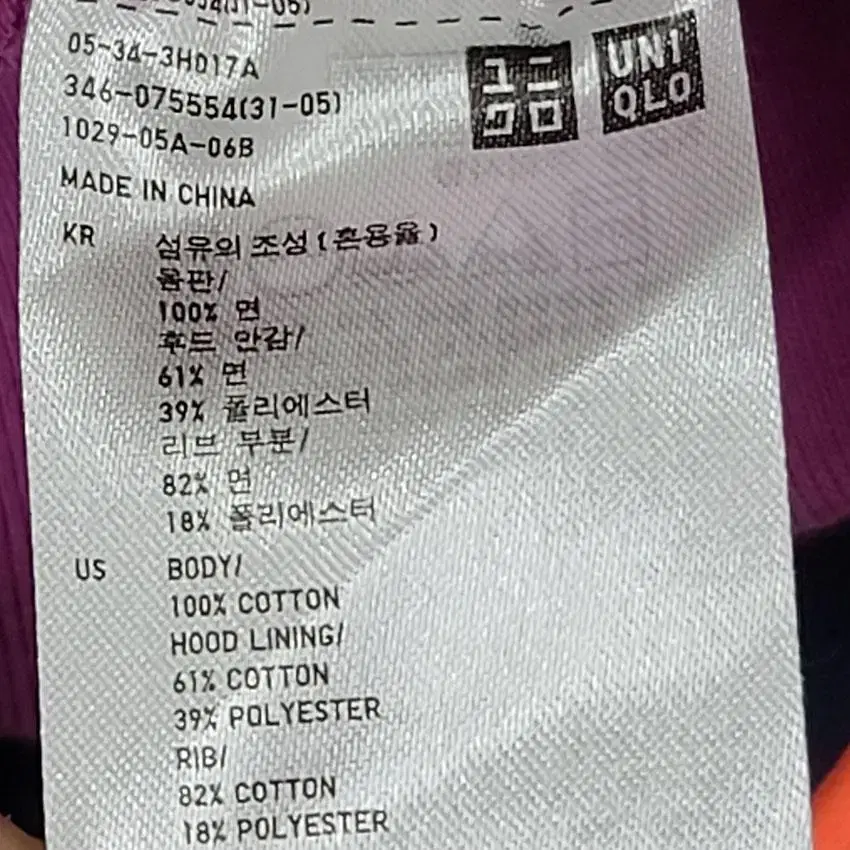 05-34-3H017A
346-075554(31-05)
1029-05A-06B
MADE IN CHINA
ユニ
クロ
UNI
QLO
KR
섬유의 조성 (혼용율)
몸판/
100% 면
후드 안감/
61% 면
39% 폴리에스터
리브 부분/
82% 면
18% 폴리에스터
US
BODY/
100% COTTON
HOOD LINING/
61% COTTON
39% POLYESTER
RIB/
82% COTTON
18% POLYESTER